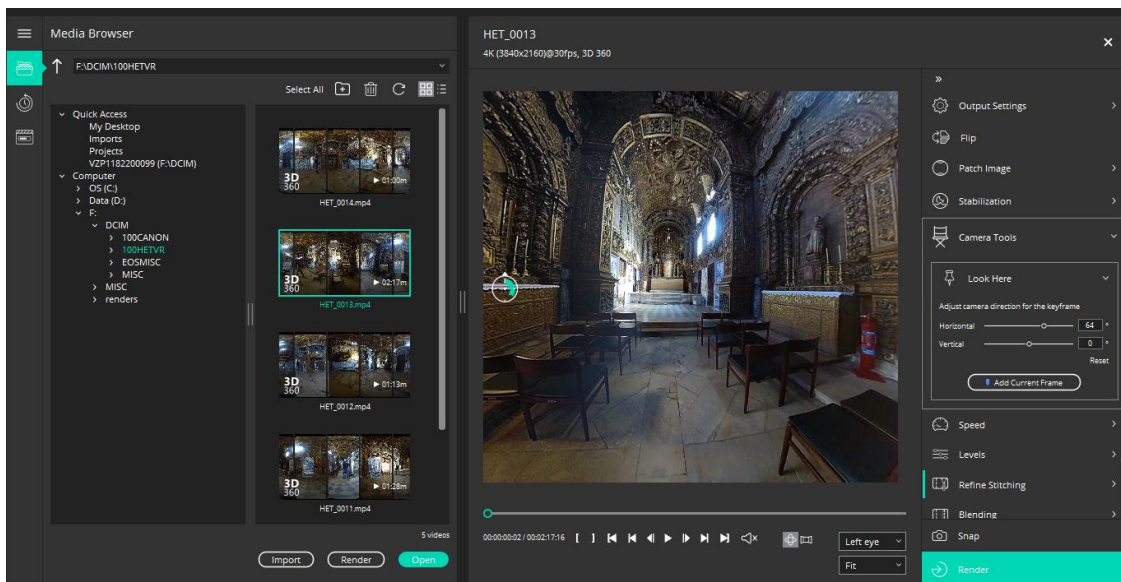 Media Browser
F:\DCIM\100HETVR
Select All
Quick Access
My Desktop
Imports
Projects
VZP1182200099 (F:\DCIM)
Computer
OS (C:)
Data (D:)
F:
DCIM
100CANON
100HETVR
EOSMISC
MISC
MISC
renders
3D
360
01:00m
HET_0014.mp4
3D
360
02:17m
HET_0013.mp4
3D
360
01:13m
HET_0012.mp4
3D
360
01:28m
HET_0011.mp4
5 videos
Import
Render
Open
HET_0013
4K (3840x2160)@30fps, 3D 360
00:00:00:02 / 00:02:17:16
Left eye
Fit
Output Settings
Flip
Patch Image
Stabilization
Camera Tools
Look Here
Adjust camera direction for the keyframe
Horizontal 64 °
Vertical 0 °
Reset
Add Current Frame
Speed
Levels
Refine Stitching
Blending
Snap
Render